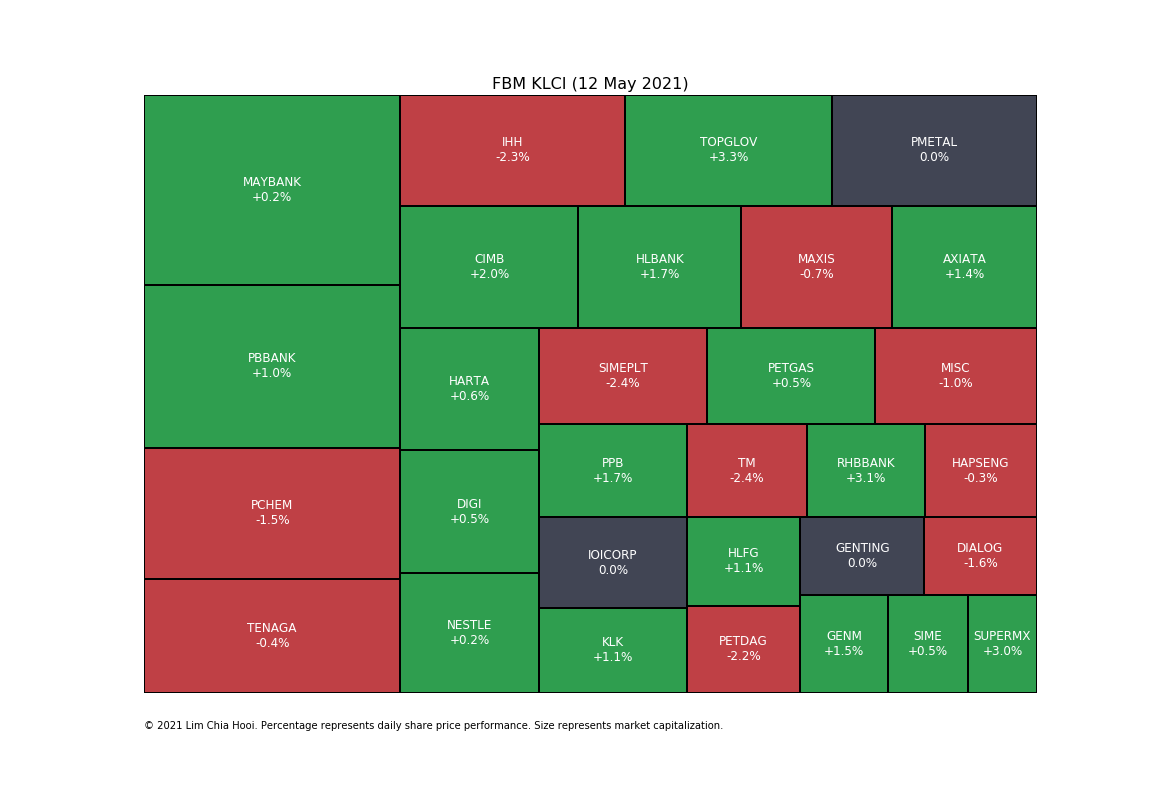 FBM KLCI (12 May 2021)
MAYBANK
+0.2%
PBBANK
+1.0%
PCHEM
-1.5%
TENAGA
-0.4%
IHH
-2.3%
TOPGLOV
+3.3%
PMETAL
0.0%
CIMB
+2.0%
HLBANK
+1.7%
MAXIS
-0.7%
AXIATA
+1.4%
HARTA
+0.6%
DIGI
+0.5%
NESTLE
+0.2%
SIMEPLT
-2.4%
PETGAS
+0.5%
MISC
-1.0%
PPB
+1.7%
TM
-2.4%
RHBBANK
+3.1%
HAPSENG
-0.3%
IOICORP
0.0%
KLK
+1.1%
HLFG
+1.1%
PETDAG
-2.2%
GENTING
0.0%
DIALOG
-1.6%
GENM
+1.5%
SIME
+0.5%
SUPERMX
+3.0%
© 2021 Lim Chia Hooi. Percentage represents daily share price performance. Size represents market capitalization.